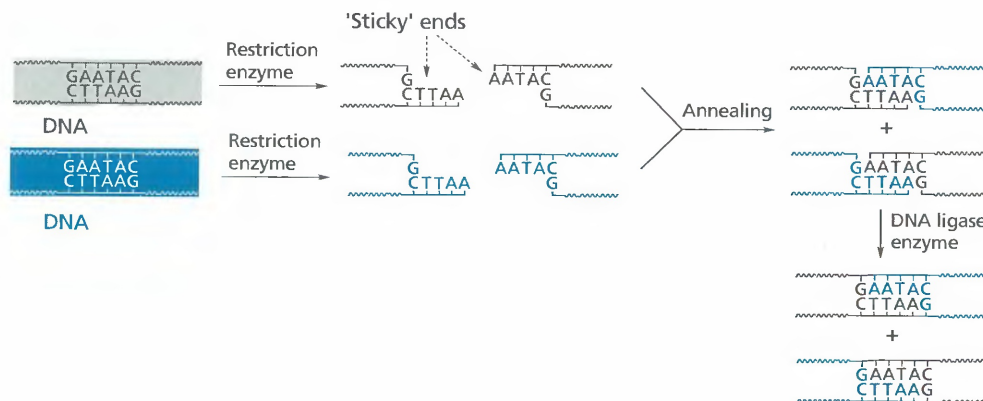 'Sticky' ends
Restriction
enzyme
GAATAC
CTTAAG
DNA
G
CTTAA
AATAC
G
Annealing
GAATAC
CTTAAG
+
Restriction
enzyme
GAATAC
CTTAAG
DNA
G
CTTAA
AATAC
G
GAATAC
CTTAAG
DNA ligase
enzyme
GAATAC
CTTAAG
+
GAATAC
CTTAAG